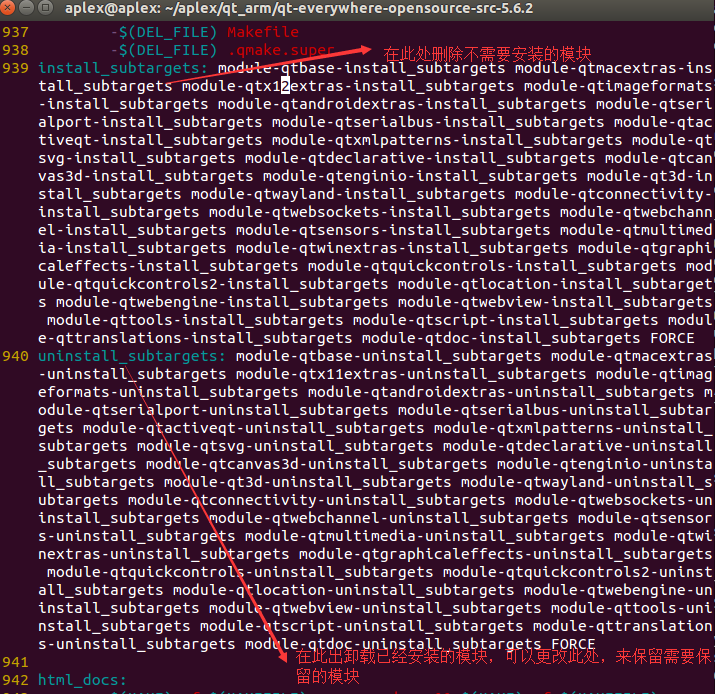 aplex@aplex: ~/aplex/qt_arm/qt-everywhere-opensource-src-5.6.2
937 -$(DEL_FILE) Makefile
938 -$(DEL_FILE) .qmake.super
在此处删除不需要安装的模块
939 install_subtargets: module-qtbase-install_subtargets module-qtmacextras-ins
tall_subtargets module-qtx12extras-install_subtargets module-qtimageformats
-install_subtargets module-qtandroidextras-install_subtargets module-qtseri
alport-install_subtargets module-qtserialbus-install_subtargets module-qtac
tiveqt-install_subtargets module-qtxmlpatterns-install_subtargets module-qt
svg-install_subtargets module-qtdeclarative-install_subtargets module-qtcan
vas3d-install_subtargets module-qtenginio-install_subtargets module-qt3d-in
stall_subtargets module-qtwayland-install_subtargets module-qtconnectivity-
install_subtargets module-qtwebsockets-install_subtargets module-qtwebchann
el-install_subtargets module-qtsensors-install_subtargets module-qtmultimed
ia-install_subtargets module-qtwinextras-install_subtargets module-qtgraphi
caleffects-install_subtargets module-qtquickcontrols-install_subtargets mod
ule-qtquickcontrols2-install_subtargets module-qtlocation-install_subtarget
s module-qtwebengine-install_subtargets module-qtwebview-install_subtargets
module-qttools-install_subtargets module-qtscript-install_subtargets modul
e-qttranslations-install_subtargets module-qtdoc-install_subtargets FORCE
940 uninstall_subtargets: module-qtbase-uninstall_subtargets module-qtmacextras
-uninstall_subtargets module-qtx11extras-uninstall_subtargets module-qtimag
eformats-uninstall_subtargets module-qtandroidextras-uninstall_subtargets m
odule-qtserialport-uninstall_subtargets module-qtserialbus-uninstall_subtar
gets module-qtactiveqt-uninstall_subtargets module-qtxmlpatterns-uninstall_
subtargets module-qtsvg-uninstall_subtargets module-qtdeclarative-uninstall
_subtargets module-qtcanvas3d-uninstall_subtargets module-qtenginio-uninsta
ll_subtargets module-qt3d-uninstall_subtargets module-qtwayland-uninstall_s
ubtargets module-qtconnectivity-uninstall_subtargets module-qtwebsockets-un
install_subtargets module-qtwebchannel-uninstall_subtargets module-qtsensor
s-uninstall_subtargets module-qtmultimedia-uninstall_subtargets module-qtwi
nextras-uninstall_subtargets module-qtgraphicaleffects-uninstall_subtargets
module-qtquickcontrols-uninstall_subtargets module-qtquickcontrols2-uninst
all_subtargets module-qtlocation-uninstall_subtargets module-qtwebengine-un
install_subtargets module-qtwebview-uninstall_subtargets module-qttools-uni
nstall_subtargets module-qtscript-uninstall_subtargets module-qttranslation
s-uninstall_subtargets module-qtdoc-uninstall_subtargets FORCE
941
在此出卸载已经安装的模块，可以更改此处，来保留需要保
留的模块
942 html_docs: